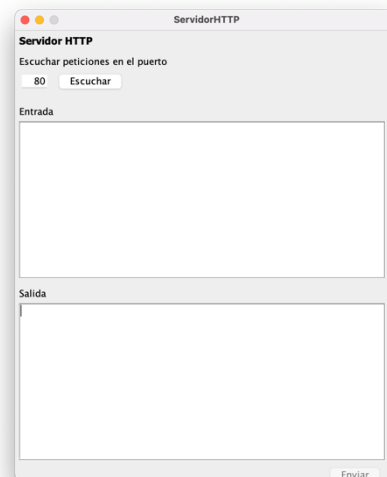 ServidorHTTP
Servidor HTTP
Escuchar peticiones en el puerto
80 Escuchar
Entrada
Salida
Enviar